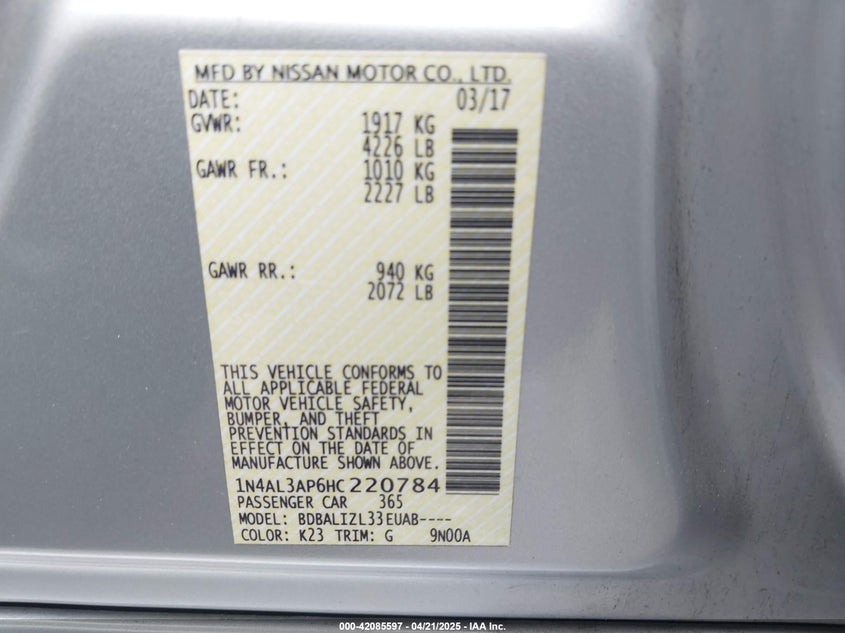 MFD BY NISSAN MOTOR CO., LTD.
DATE: 03/17
GVWR: 1917 KG
4226 LB
GAWR FR.: 1010 KG
2227 LB
GAWR RR.: 940 KG
2072 LB
THIS VEHICLE CONFORMS TO
ALL APPLICABLE FEDERAL
MOTOR VEHICLE SAFETY,
BUMPER, AND THEFT
PREVENTION STANDARDS IN
EFFECT ON THE DATE OF
MANUFACTURE SHOWN ABOVE.
1N4AL3AP6HC220784
PASSENGER CAR 365
MODEL: BDBALIZL33EUAB----
COLOR: K23 TRIM: G 9N00A
000-42085597 - 04/21/2025 - IAA Inc.